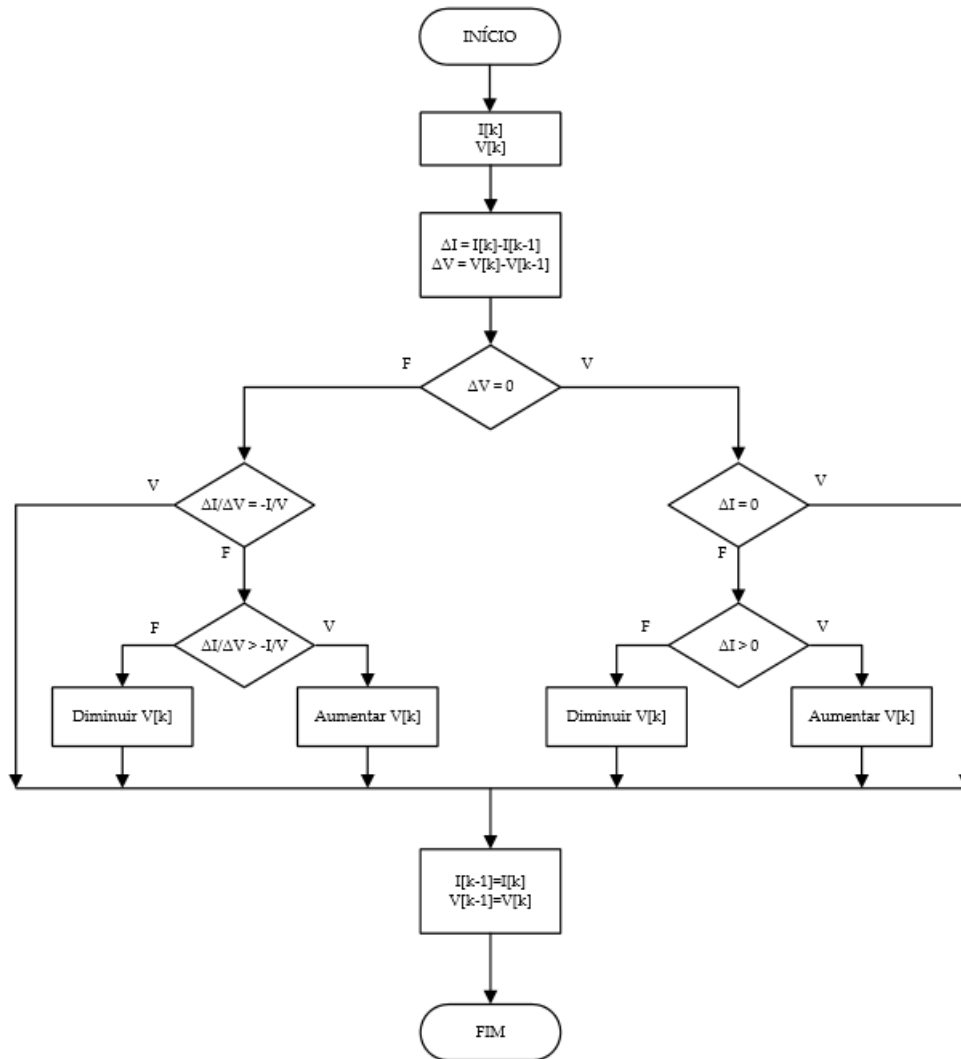 INÍCIO
I[k]
V[k]
ΔI = I[k]-I[k-1]
ΔV = V[k]-V[k-1]
F
V
ΔV = 0
V
ΔI/ΔV = -I/V
F
ΔI = 0
V
F
F
ΔI/ΔV > -I/V
V
F
ΔI > 0
V
Diminuir V[k]
Aumentar V[k]
Diminuir V[k]
Aumentar V[k]
I[k-1]=I[k]
V[k-1]=V[k]
FIM